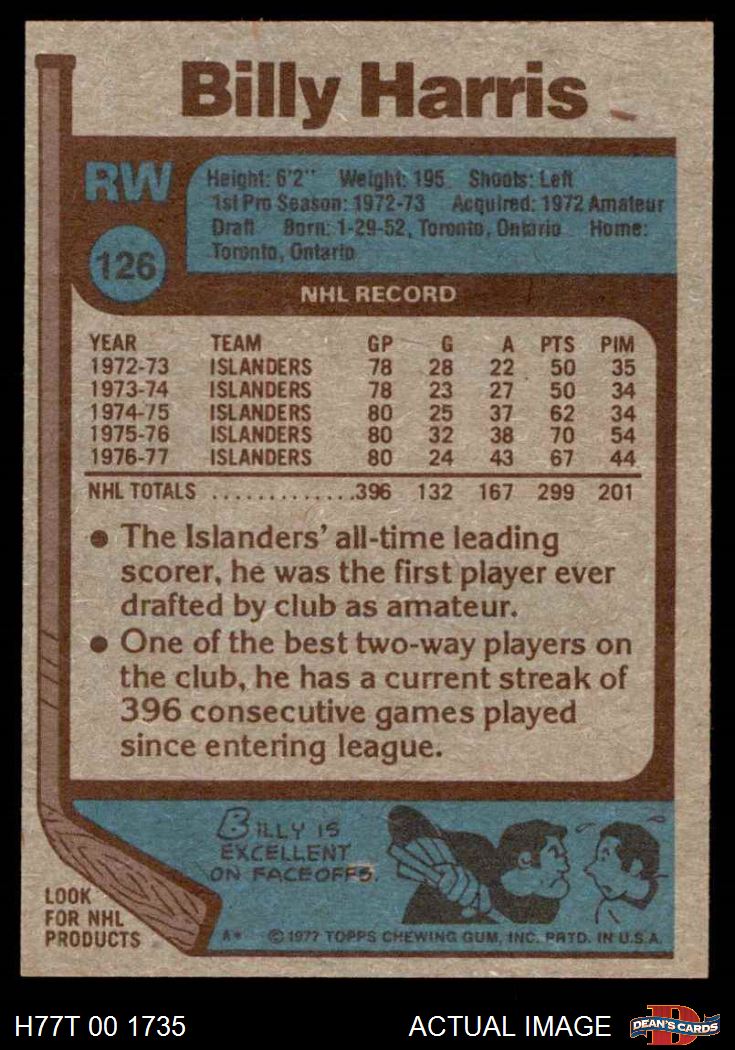 Billy Harris
RW
Height: 6'2" Weight: 195 Shoots: Left
1st Pro Season: 1972-73 Acquired: 1972 Amateur
Draft Born: 1-29-52, Toronto, Ontario Home:
Toronto, Ontario
126
NHL RECORD
YEAR TEAM GP G A PTS PIM
1972-73 ISLANDERS 78 28 22 50 35
1973-74 ISLANDERS 78 23 27 50 34
1974-75 ISLANDERS 80 25 37 62 34
1975-76 ISLANDERS 80 32 38 70 54
1976-77 ISLANDERS 80 24 43 67 44
NHL TOTALS .............396 132 167 299 201
● The Islanders' all-time leading
scorer, he was the first player ever
drafted by club as amateur.
● One of the best two-way players on
the club, he has a current streak of
396 consecutive games played
since entering league.
BILLY IS
EXCELLENT
ON FACEOFFS.
LOOK
FOR NHL
PRODUCTS
A* © 1977 TOPPS CHEWING GUM, INC. PRTD. IN U.S.A.
H77T 00 1735
ACTUAL IMAGE
DEAN'S CARDS